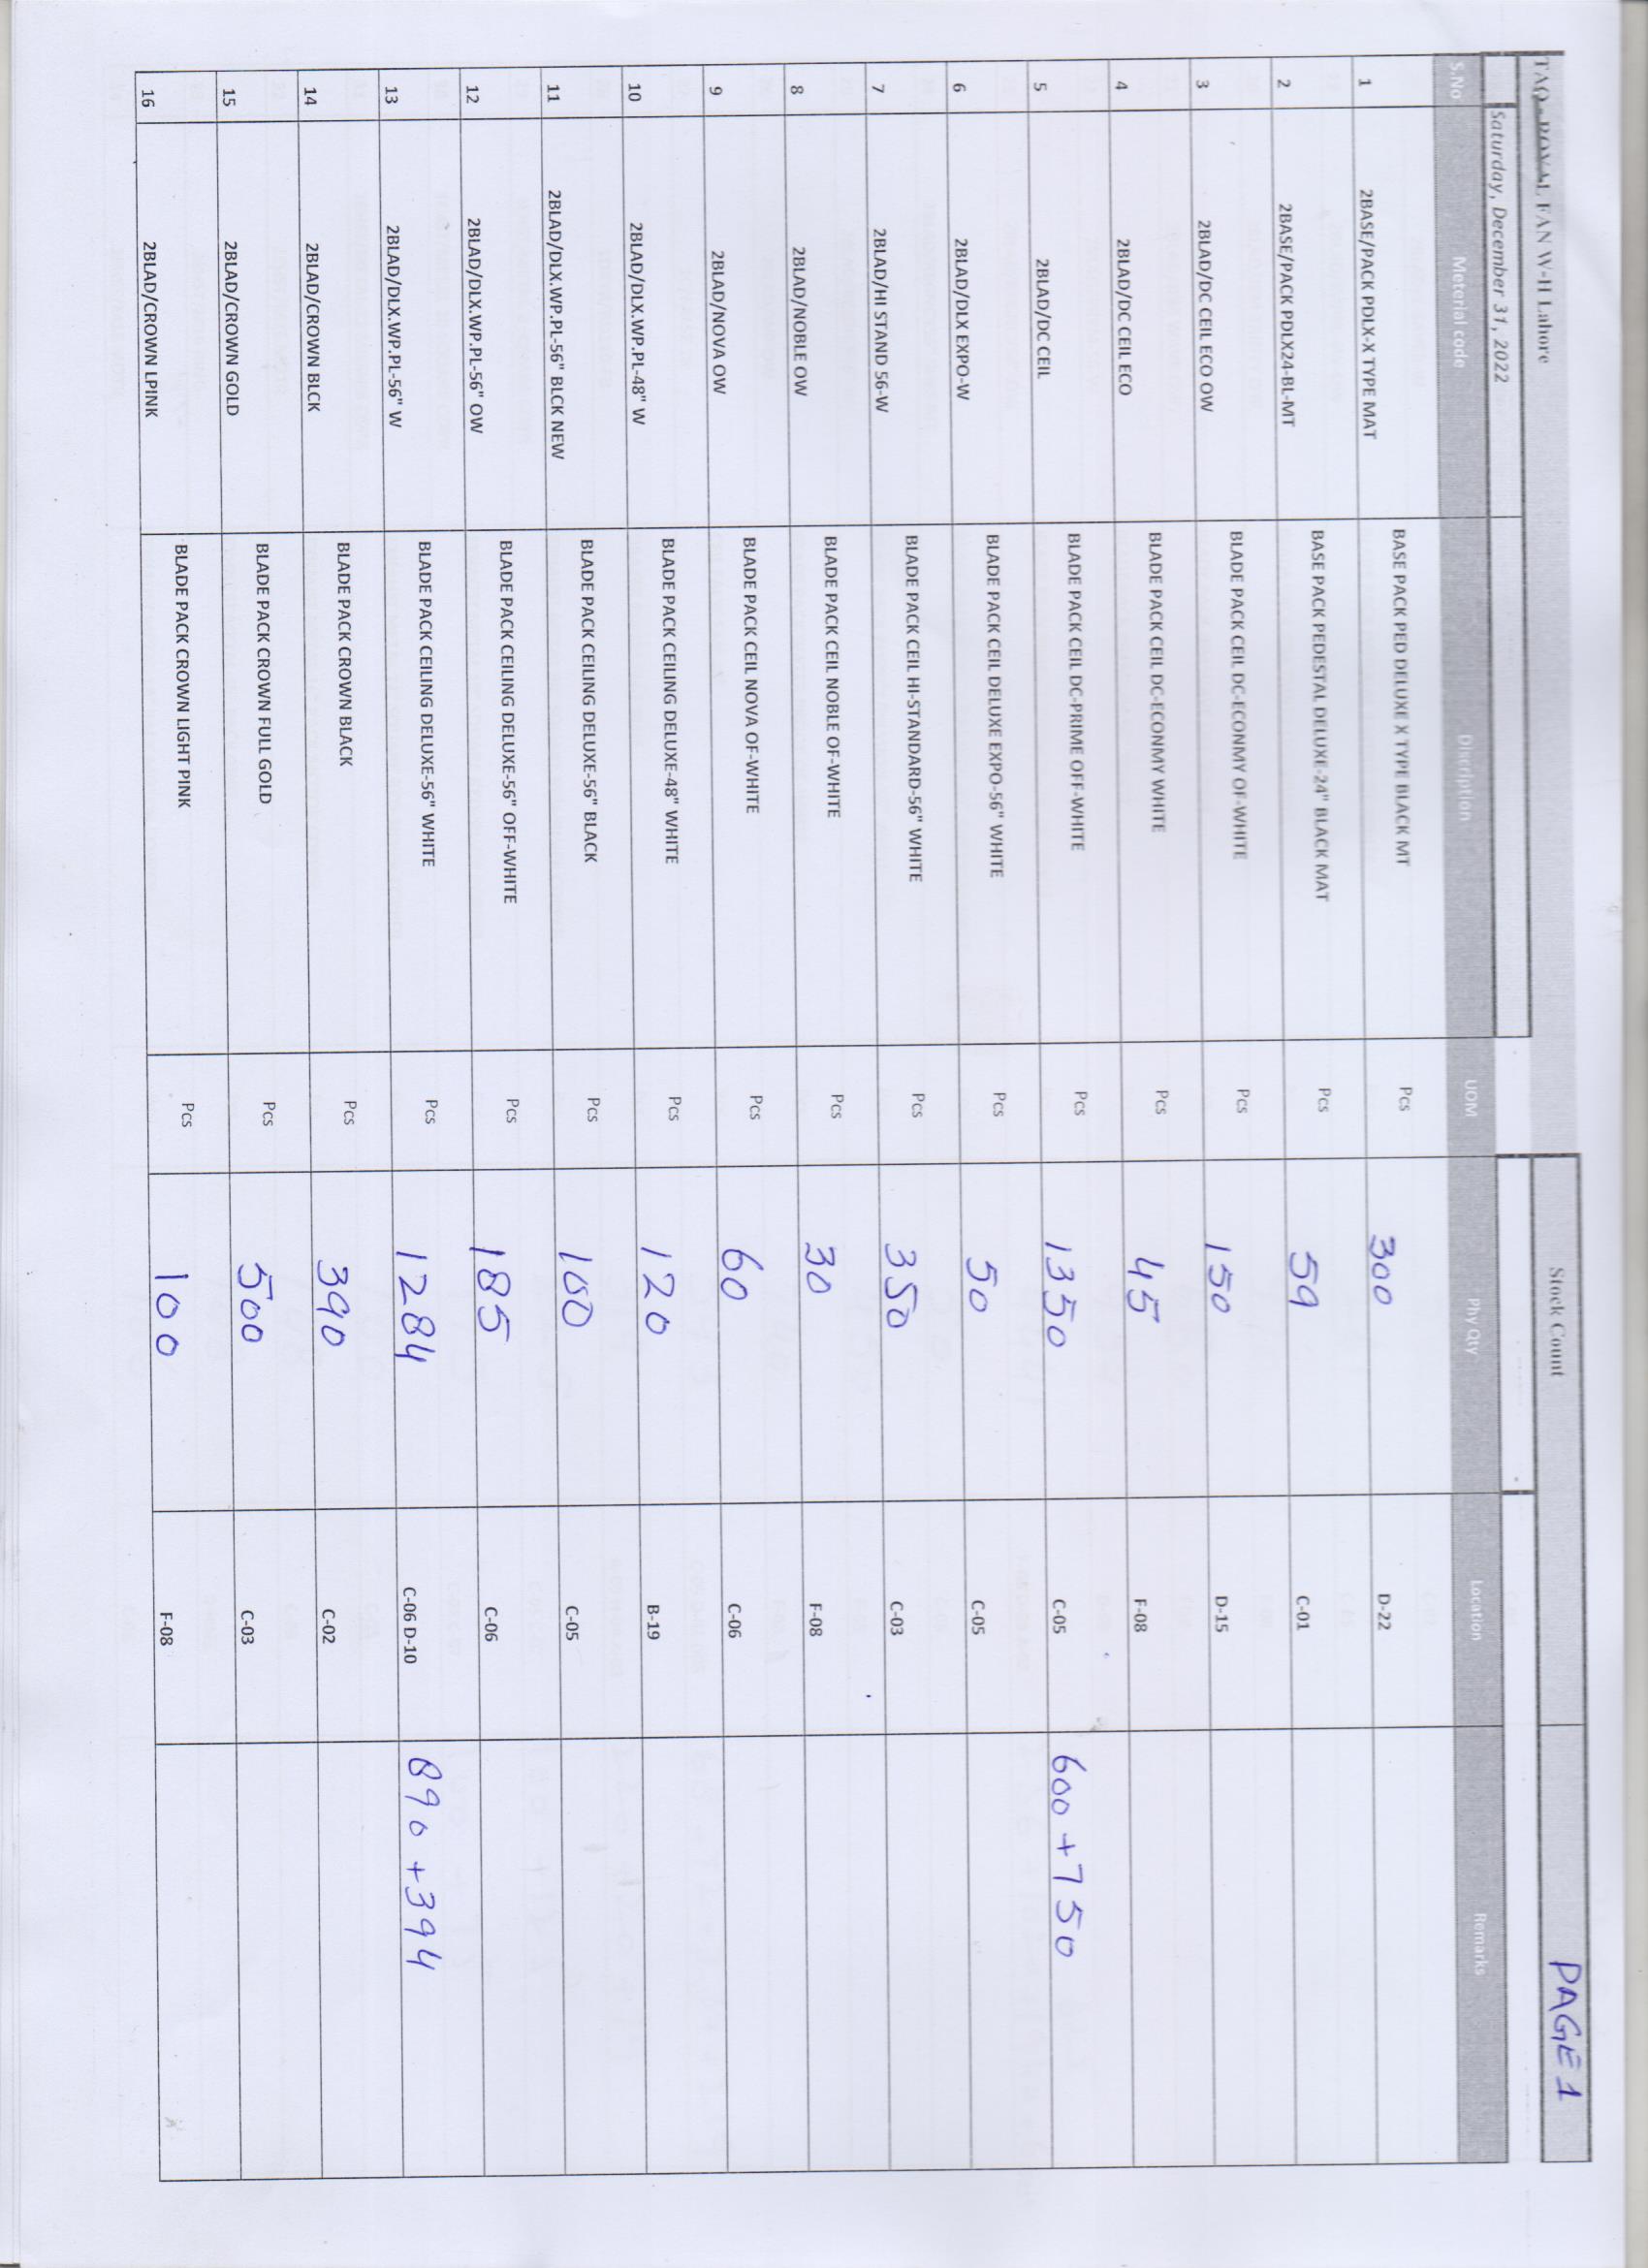 TAQ - ROYAL FAN W-H Lahore Stock Count PAGE 1
Saturday, December 31, 2022
S.No Meterial code Discription UOM Phy Qty Location Remarks
1 2BASE/PACK PDLX-X TYPE MAT BASE PACK PED DELUXE X TYPE BLACK MT Pcs 300 D-22
2 2BASE/PACK PDLX24-BL-MT BASE PACK PEDESTAL DELUXE-24" BLACK MAT Pcs 59 C-01
3 2BLAD/DC CEIL ECO OW BLADE PACK CEIL DC-ECONMY OF-WHITE Pcs 150 D-15
4 2BLAD/DC CEIL ECO BLADE PACK CEIL DC-ECONMY WHITE Pcs 45 F-08
5 2BLAD/DC CEIL BLADE PACK CEIL DC-PRIME OFF-WHITE Pcs 1350 C-05 600 + 750
6 2BLAD/DLX EXPO-W BLADE PACK CEIL DELUXE EXPO-56" WHITE Pcs 50 C-05
7 2BLAD/HI STAND 56-W BLADE PACK CEIL HI-STANDARD-56" WHITE Pcs 350 C-03
8 2BLAD/NOBLE OW BLADE PACK CEIL NOBLE OF-WHITE Pcs 30 F-08
9 2BLAD/NOVA OW BLADE PACK CEIL NOVA OF-WHITE Pcs 60 C-06
10 2BLAD/DLX.WP.PL-48" W BLADE PACK CEILING DELUXE-48" WHITE Pcs 120 B-19
11 2BLAD/DLX.WP.PL-56" BLCK NEW BLADE PACK CEILING DELUXE-56" BLACK Pcs 100 C-05
12 2BLAD/DLX.WP.PL-56" OW BLADE PACK CEILING DELUXE-56" OFF-WHITE Pcs 185 C-06
13 2BLAD/DLX.WP.PL-56" W BLADE PACK CEILING DELUXE-56" WHITE Pcs 1284 C-06 D-10 890 + 394
14 2BLAD/CROWN BLCK BLADE PACK CROWN BLACK Pcs 390 C-02
15 2BLAD/CROWN GOLD BLADE PACK CROWN FULL GOLD Pcs 500 C-03
16 2BLAD/CROWN LPINK BLADE PACK CROWN LIGHT PINK Pcs 100 F-08